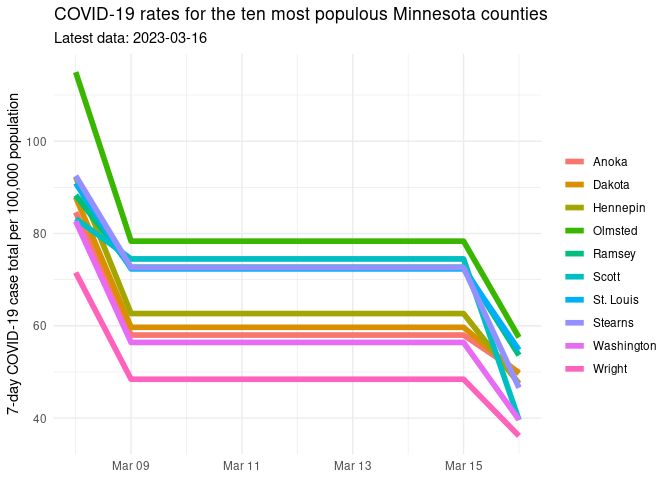 COVID-19 rates for the ten most populous Minnesota counties
Latest data: 2023-03-16
7-day COVID-19 case total per 100,000 population
100
80
60
40
Mar 09 Mar 11 Mar 13 Mar 15
Anoka
Dakota
Hennepin
Olmsted
Ramsey
Scott
St. Louis
Stearns
Washington
Wright